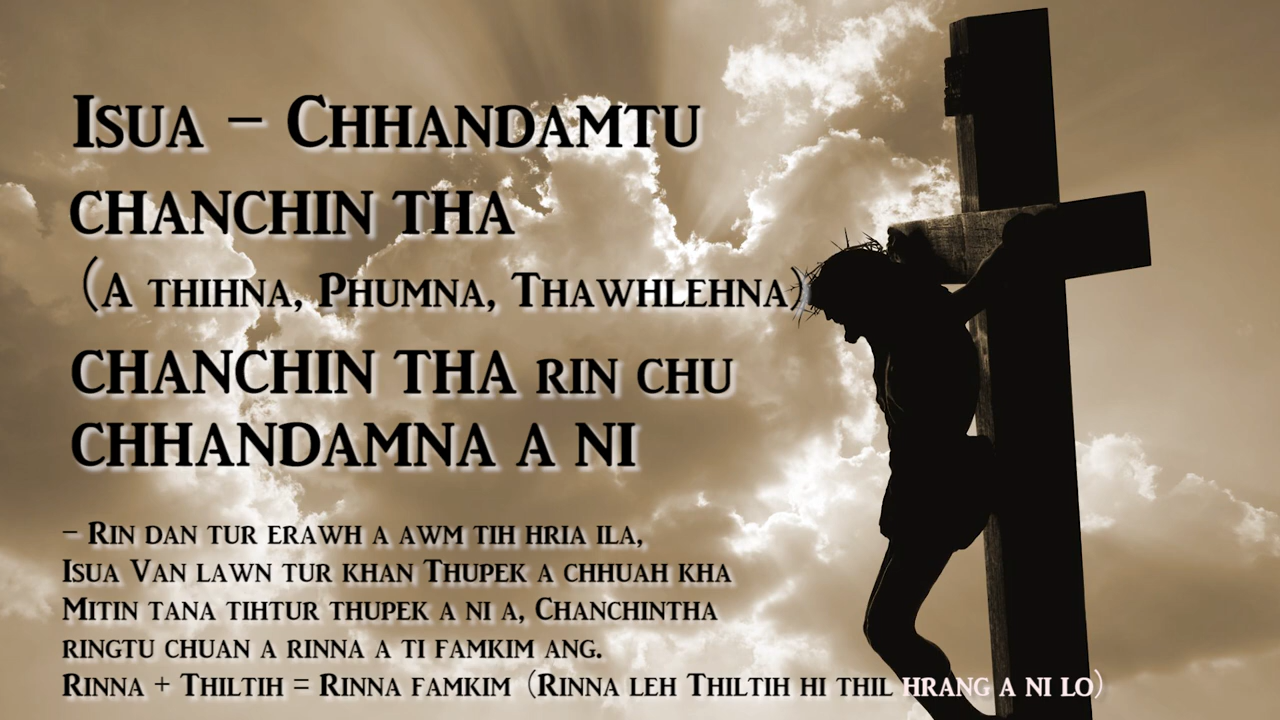 Isua – Chhandamtu
chanchin tha
(A thihna, Phumna, Thawhlehna)
chanchin tha rin chu
chhandamna a ni
– Rin dan tur erawh a awm tih hria ila,
Isua Van lawn tur khan Thupek a chhuah kha
Mitin tana tihtur thupek a ni a, Chanchintha
ringtu chuan a rinna a ti famkim ang.
Rinna + Thiltih = Rinna famkim (Rinna leh Thiltih hi thil hrang a ni lo)